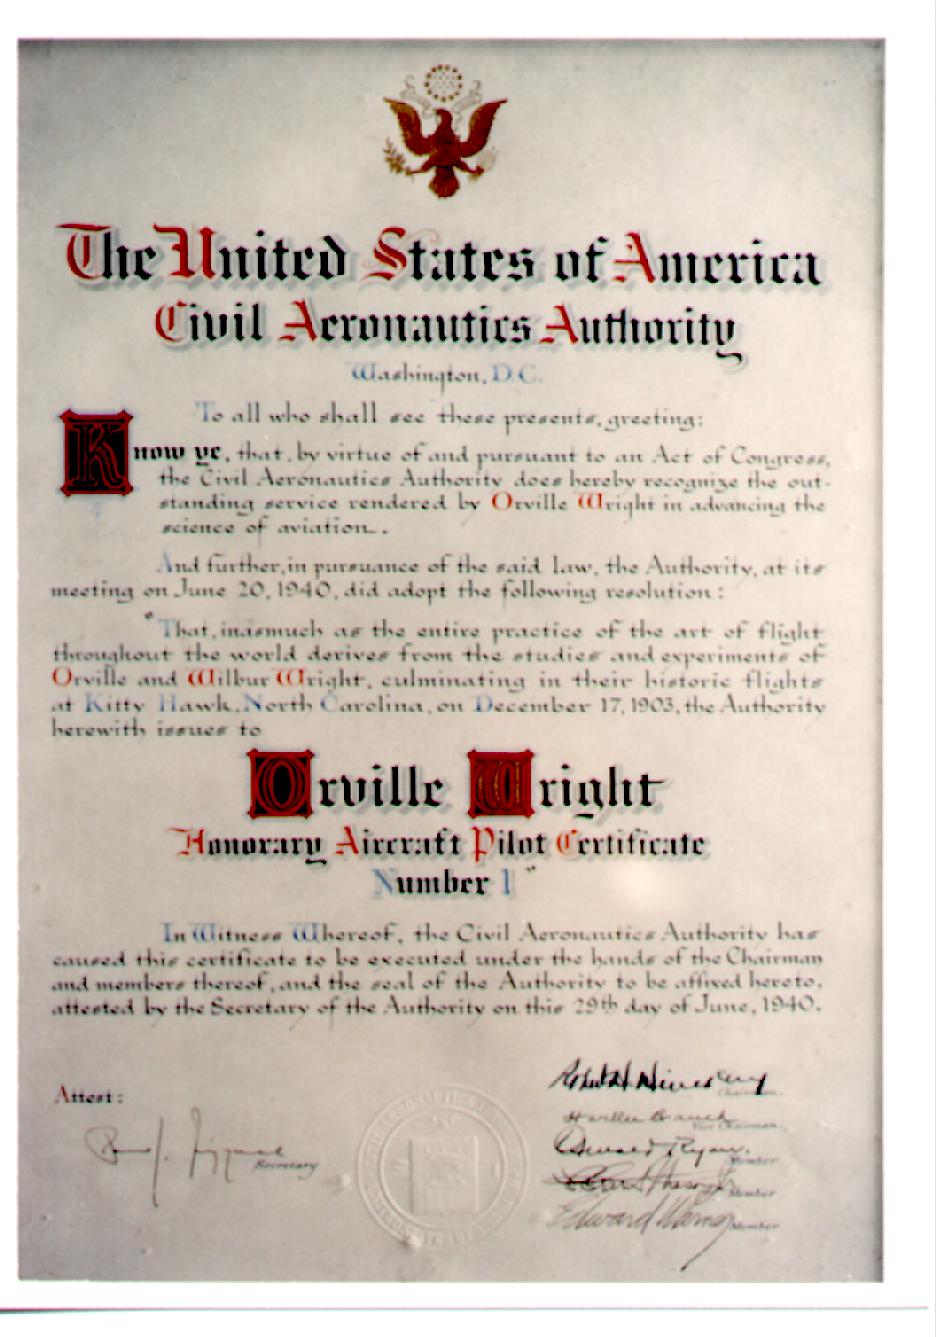 The United States of America
Civil Aeronautics Authority
Washington, D.C.
To all who shall see these presents, greeting:
Know ye, that, by virtue of and pursuant to an Act of Congress,
the Civil Aeronautics Authority does hereby recognize the out-
standing service rendered by Orville Wright in advancing the
science of aviation.
And further, in pursuance of the said law, the Authority, at its
meeting on June 20, 1940, did adopt the following resolution:
"That, inasmuch as the entire practice of the art of flight
throughout the world derives from the studies and experiments of
Orville and Wilbur Wright, culminating in their historic flights
at Kitty Hawk, North Carolina, on December 17, 1903, the Authority
herewith issues to
Orville Wright
Honorary Aircraft Pilot Certificate
Number 1"
In Witness Whereof, the Civil Aeronautics Authority has
caused this certificate to be executed under the hands of the Chairman
and members thereof, and the seal of the Authority to be affixed hereto,
attested by the Secretary of the Authority on this 29th day of June, 1940.
Attest:
Secretary
Chairman
Harllee Branch
Vice Chairman
Oswald Ryan
Member
Member
Edward Warner
Member